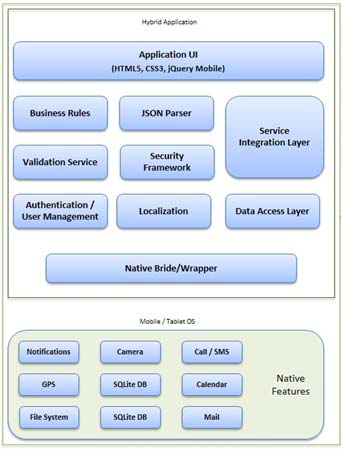 Hybrid Application
Application UI
(HTML5, CSS3, jQuery Mobile)
Business Rules
JSON Parser
Service
Integration Layer
Validation Service
Security
Framework
Authentication /
User Management
Localization
Data Access Layer
Native Bride/Wrapper
Mobile / Tablet OS
Notifications
Camera
Call / SMS
GPS
SQLite DB
Calendar
Native
Features
File System
SQLite DB
Mail